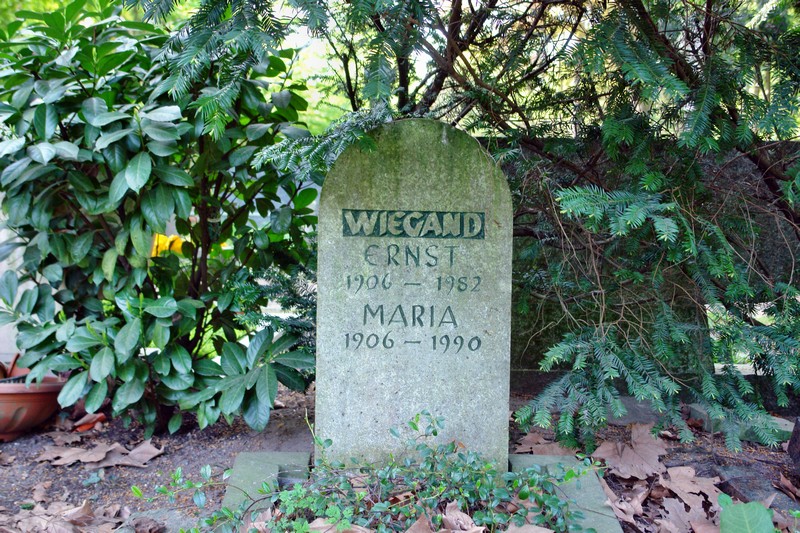 WIEGAND
ERNST
1906 – 1982
MARIA
1906 – 1990